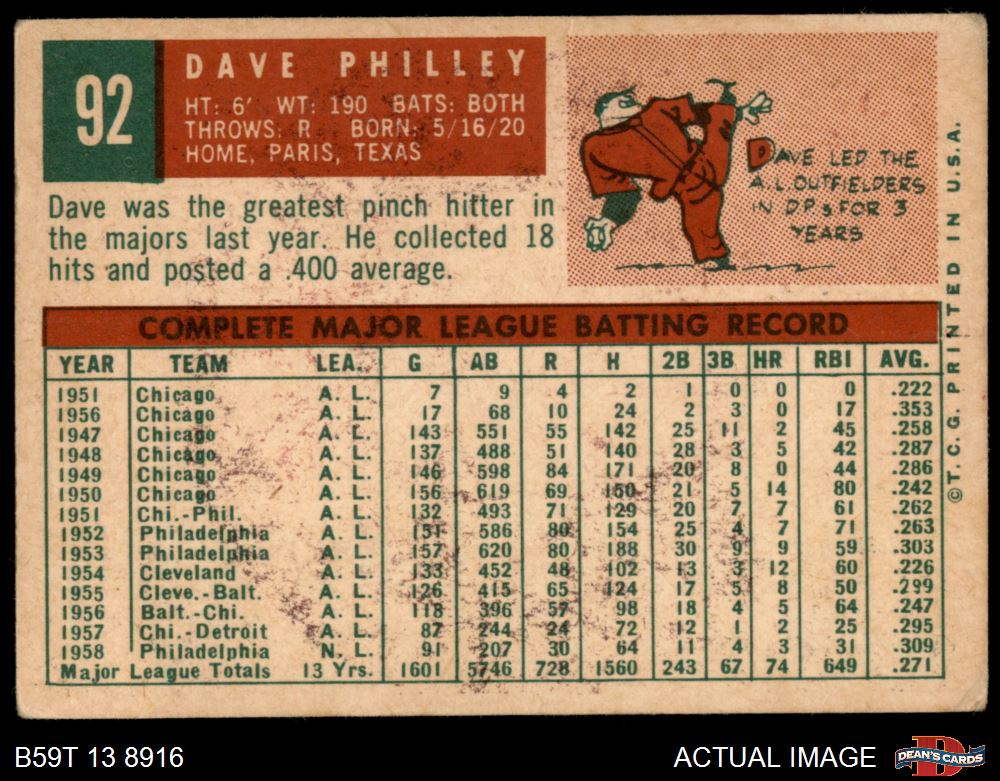 92
DAVE PHILLEY
HT: 6' WT: 190 BATS: BOTH
THROWS: R BORN: 5/16/20
HOME, PARIS, TEXAS
Dave was the greatest pinch hitter in
the majors last year. He collected 18
hits and posted a .400 average.
DAVE LED THE
A.L. OUTFIELDERS
IN DPs FOR 3
YEARS
COMPLETE MAJOR LEAGUE BATTING RECORD
YEAR TEAM LEA. G AB R H 2B 3B HR RBI AVG.
1951 Chicago A. L. 7 9 4 2 1 0 0 0 .222
1956 Chicago A. L. 17 68 10 24 2 3 0 17 .353
1947 Chicago A. L. 143 551 55 142 25 11 2 45 .258
1948 Chicago A. L. 137 488 51 140 28 3 5 42 .287
1949 Chicago A. L. 146 598 84 171 20 8 0 44 .286
1950 Chicago A. L. 156 619 69 150 21 5 14 80 .242
1951 Chi.-Phil. A. L. 132 493 71 129 20 7 7 61 .262
1952 Philadelphia A. L. 151 586 80 154 25 4 7 71 .263
1953 Philadelphia A. L. 157 620 80 188 30 9 9 59 .303
1954 Cleveland A. L. 133 452 48 102 13 3 12 60 .226
1955 Cleve.-Balt. A. L. 126 415 65 124 17 5 8 50 .299
1956 Balt.-Chi. A. L. 118 396 57 98 18 4 5 64 .247
1957 Chi.-Detroit A. L. 87 244 24 72 12 1 2 25 .295
1958 Philadelphia N. L. 91 207 30 64 11 4 3 31 .309
Major League Totals 13 Yrs. 1601 5746 728 1560 243 67 74 649 .271
©T.C.G. PRINTED IN U.S.A.
B59T 13 8916
ACTUAL IMAGE
D
DEAN'S CARDS